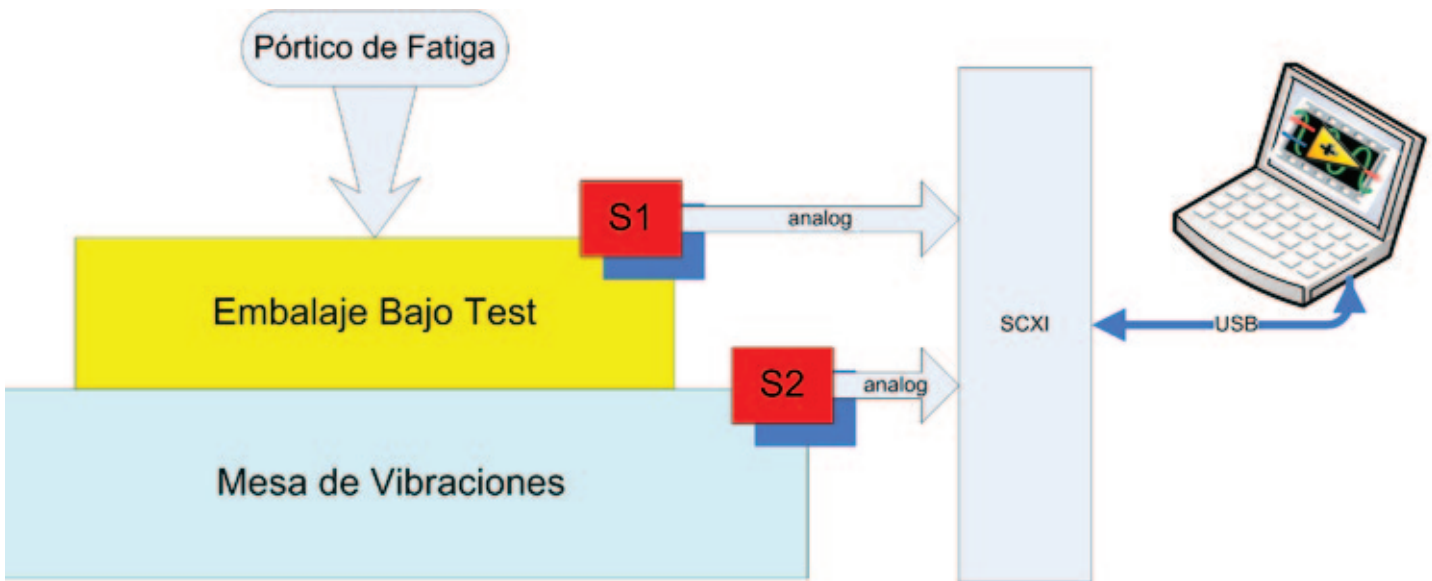 Pórtico de Fatiga
S1
analog
Embalaje Bajo Test
SCXI
USB
S2
analog
Mesa de Vibraciones